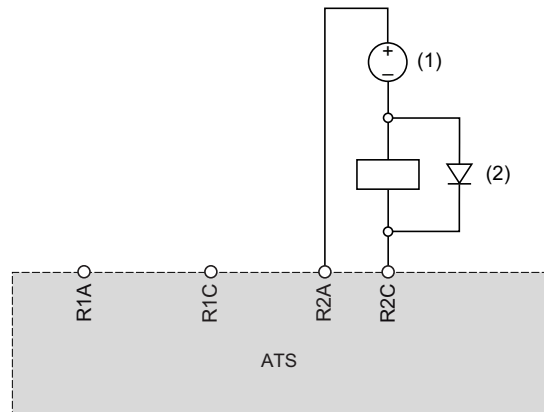 +
(1)
−
(2)
R1A
R1C
R2A
R2C
ATS